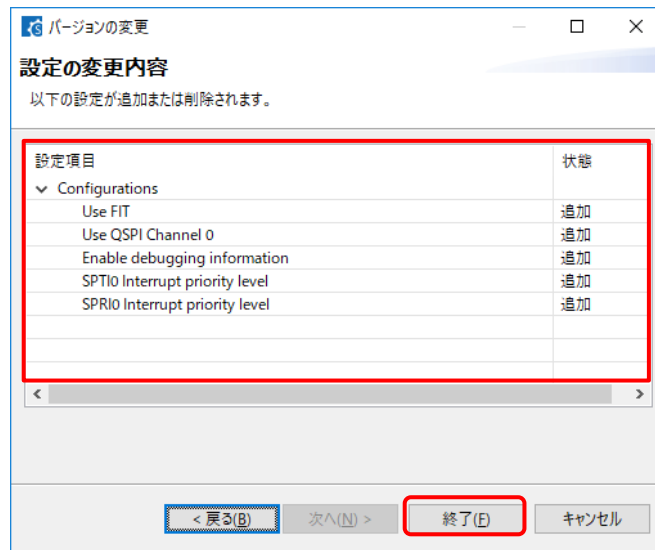 バージョンの変更
設定の変更内容
以下の設定が追加または削除されます。
設定項目 状態
Configurations
Use FIT 追加
Use QSPI Channel 0 追加
Enable debugging information 追加
SPTI0 Interrupt priority level 追加
SPRI0 Interrupt priority level 追加
< 戻る(B) 次へ(N) > 終了(F) キャンセル